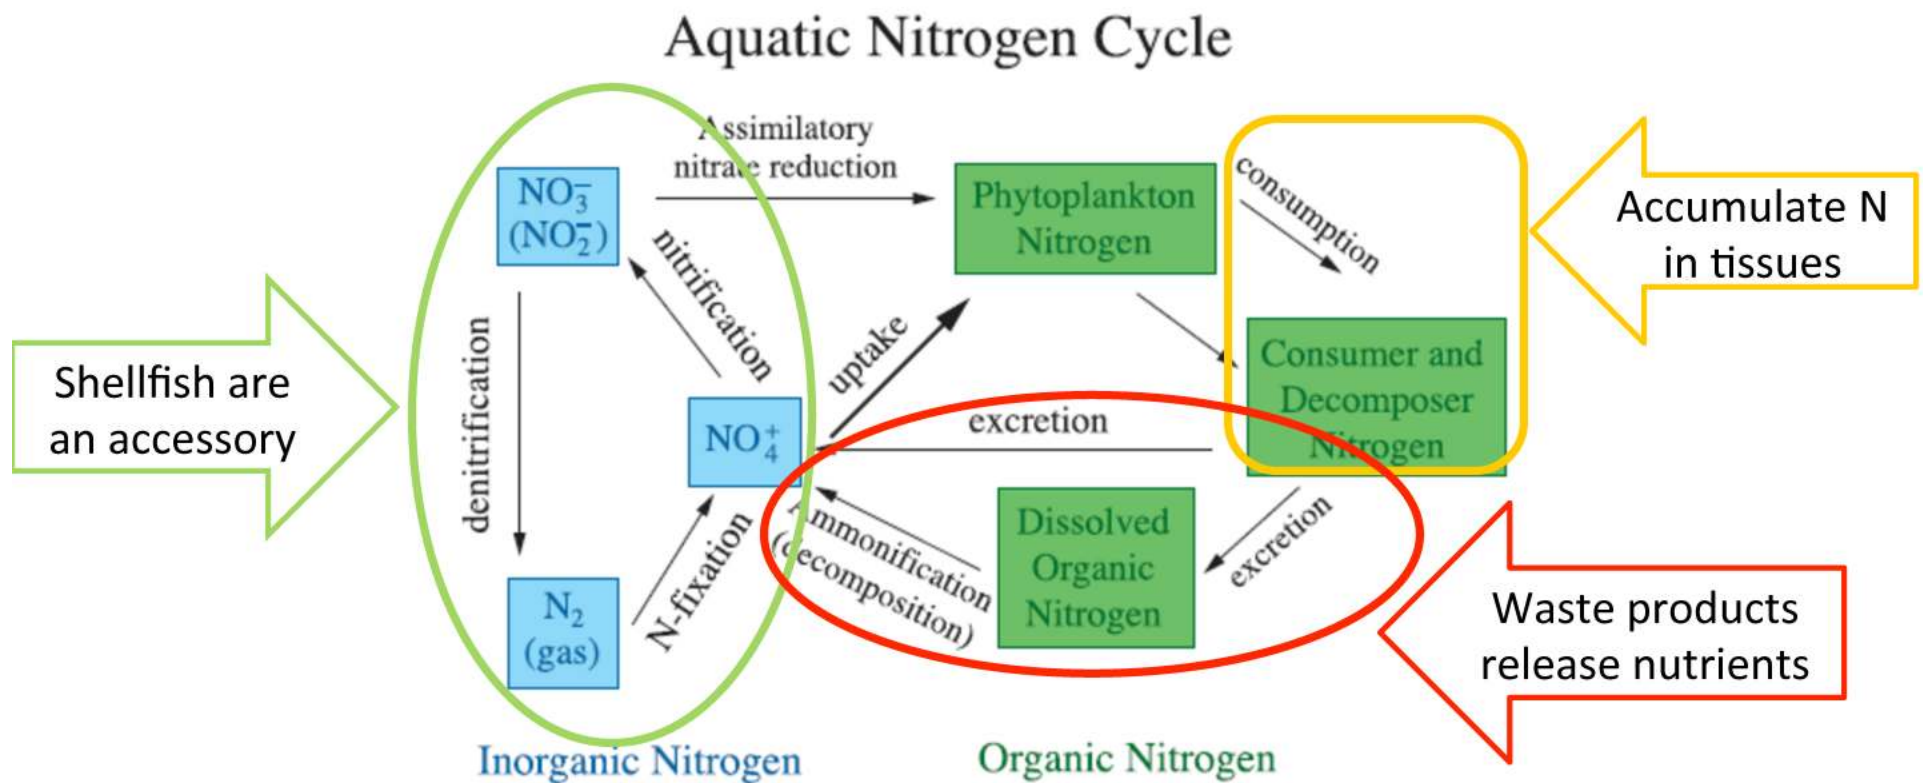 Aquatic Nitrogen Cycle
Assimilatory
nitrate reduction
NO₃⁻
(NO₂⁻)
nitrification
denitrification
NO₄⁺
N₂
(gas)
N-fixation
uptake
Phytoplankton
Nitrogen
consumption
Consumer and
Decomposer
Nitrogen
excretion
excretion
Dissolved
Organic
Nitrogen
Ammonification
(decomposition)
Shellfish are
an accessory
Accumulate N
in tissues
Waste products
release nutrients
Inorganic Nitrogen
Organic Nitrogen